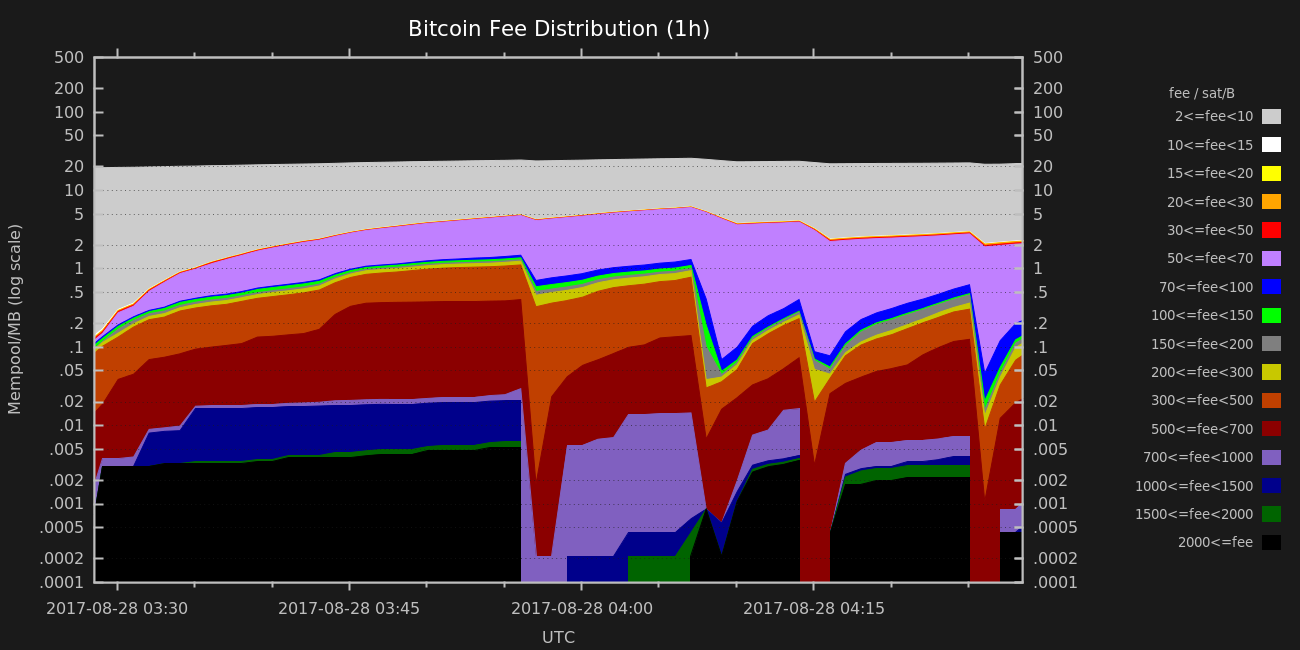 Bitcoin Fee Distribution (1h)
500 500
200 200
100 100
50 50
20 20
10 10
5 5
2 2
1 1
.5 .5
.2 .2
.1 .1
.05 .05
.02 .02
.01 .01
.005 .005
.002 .002
.001 .001
.0005 .0005
.0002 .0002
.0001 .0001
Mempool/MB (log scale)
2017-08-28 03:30 2017-08-28 03:45 2017-08-28 04:00 2017-08-28 04:15
UTC
fee / sat/B
2<=fee<10
10<=fee<15
15<=fee<20
20<=fee<30
30<=fee<50
50<=fee<70
70<=fee<100
100<=fee<150
150<=fee<200
200<=fee<300
300<=fee<500
500<=fee<700
700<=fee<1000
1000<=fee<1500
1500<=fee<2000
2000<=fee